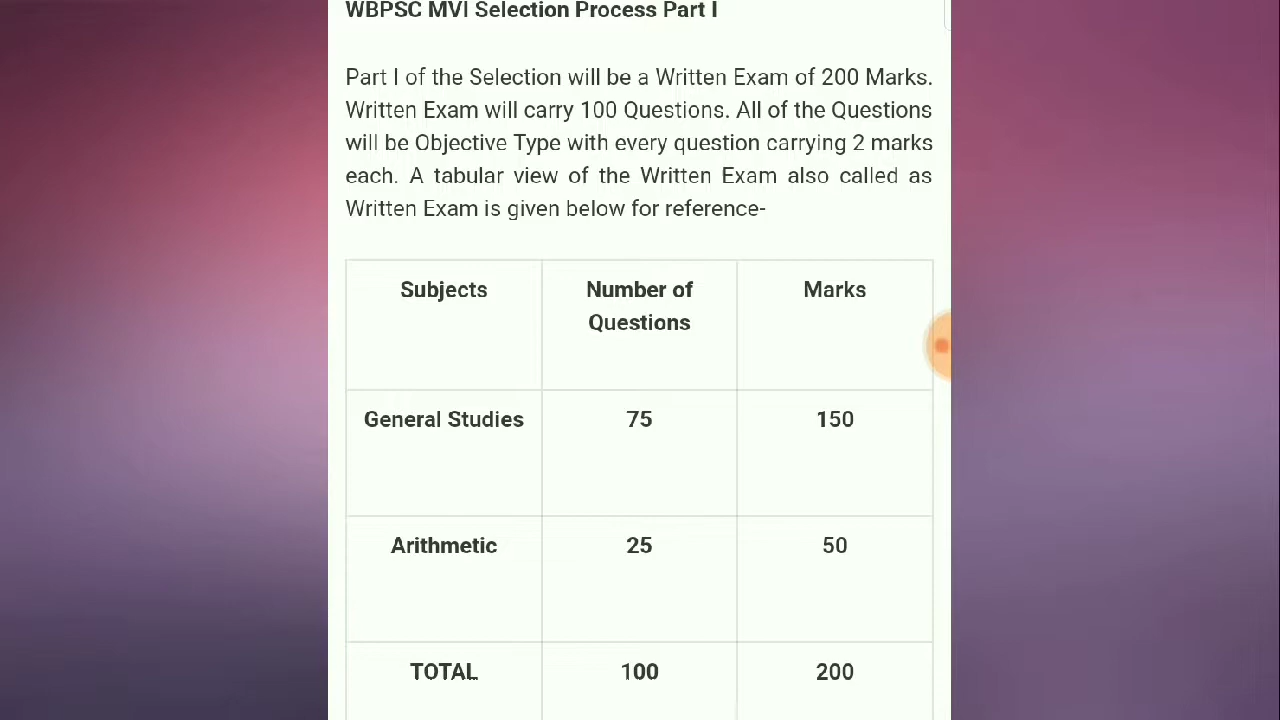 WBPSC MVI Selection Process Part I
Part I of the Selection will be a Written Exam of 200 Marks.
Written Exam will carry 100 Questions. All of the Questions
will be Objective Type with every question carrying 2 marks
each. A tabular view of the Written Exam also called as
Written Exam is given below for reference-
Subjects Number of Questions Marks
General Studies 75 150
Arithmetic 25 50
TOTAL 100 200